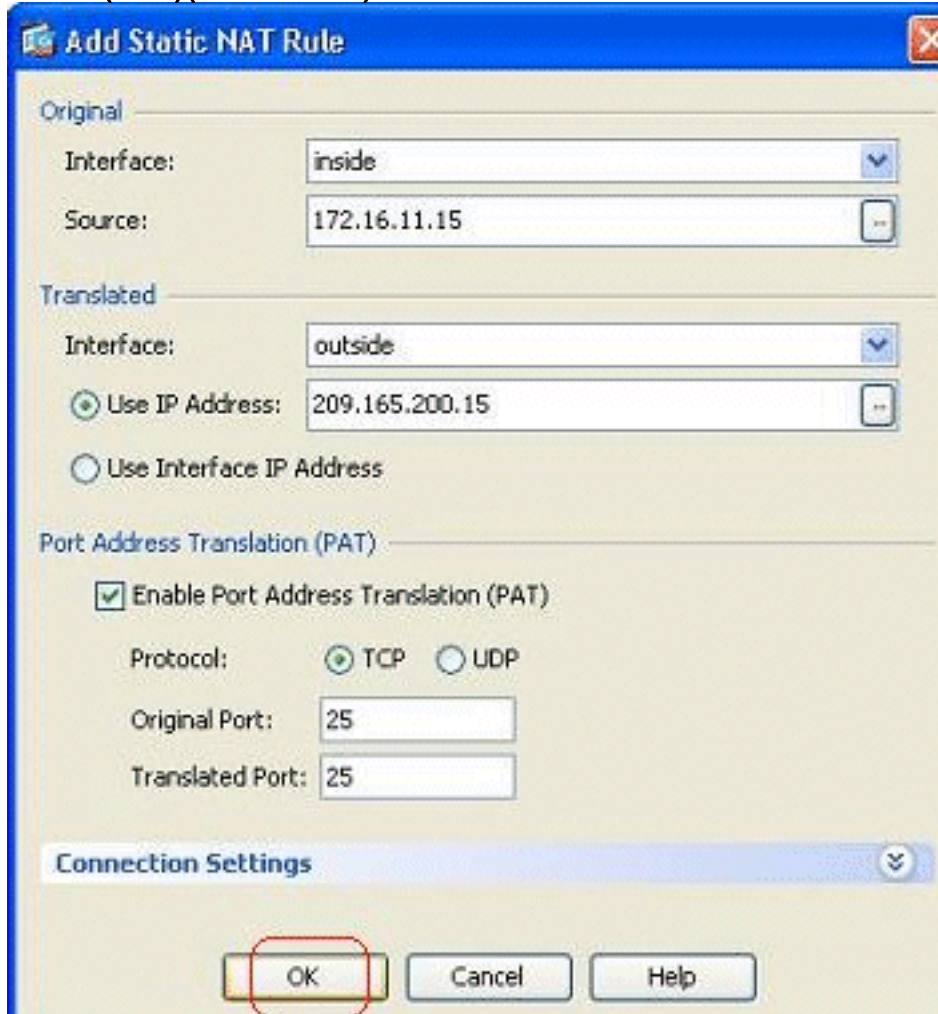 Add Static NAT Rule
Original
Interface: inside
Source: 172.16.11.15
Translated
Interface: outside
Use IP Address: 209.165.200.15
Use Interface IP Address
Port Address Translation (PAT)
Enable Port Address Translation (PAT)
Protocol: TCP UDP
Original Port: 25
Translated Port: 25
Connection Settings
OK Cancel Help